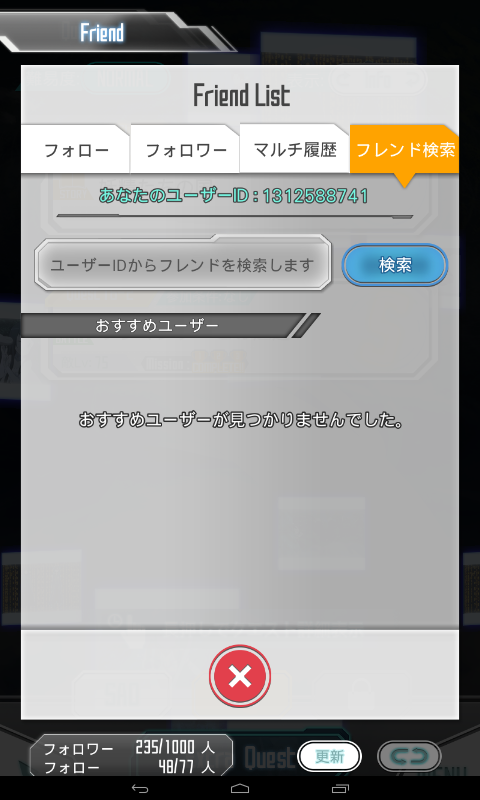 Friend
Friend List
フォロー フォロワー マルチ履歴 フレンド検索
あなたのユーザーID : 1312588741
ユーザーIDからフレンドを検索します 検索
おすすめユーザー
おすすめユーザーが見つかりませんでした。
フォロワー 235/1000 人
フォロー 48/77 人
Quest
更新
MENU